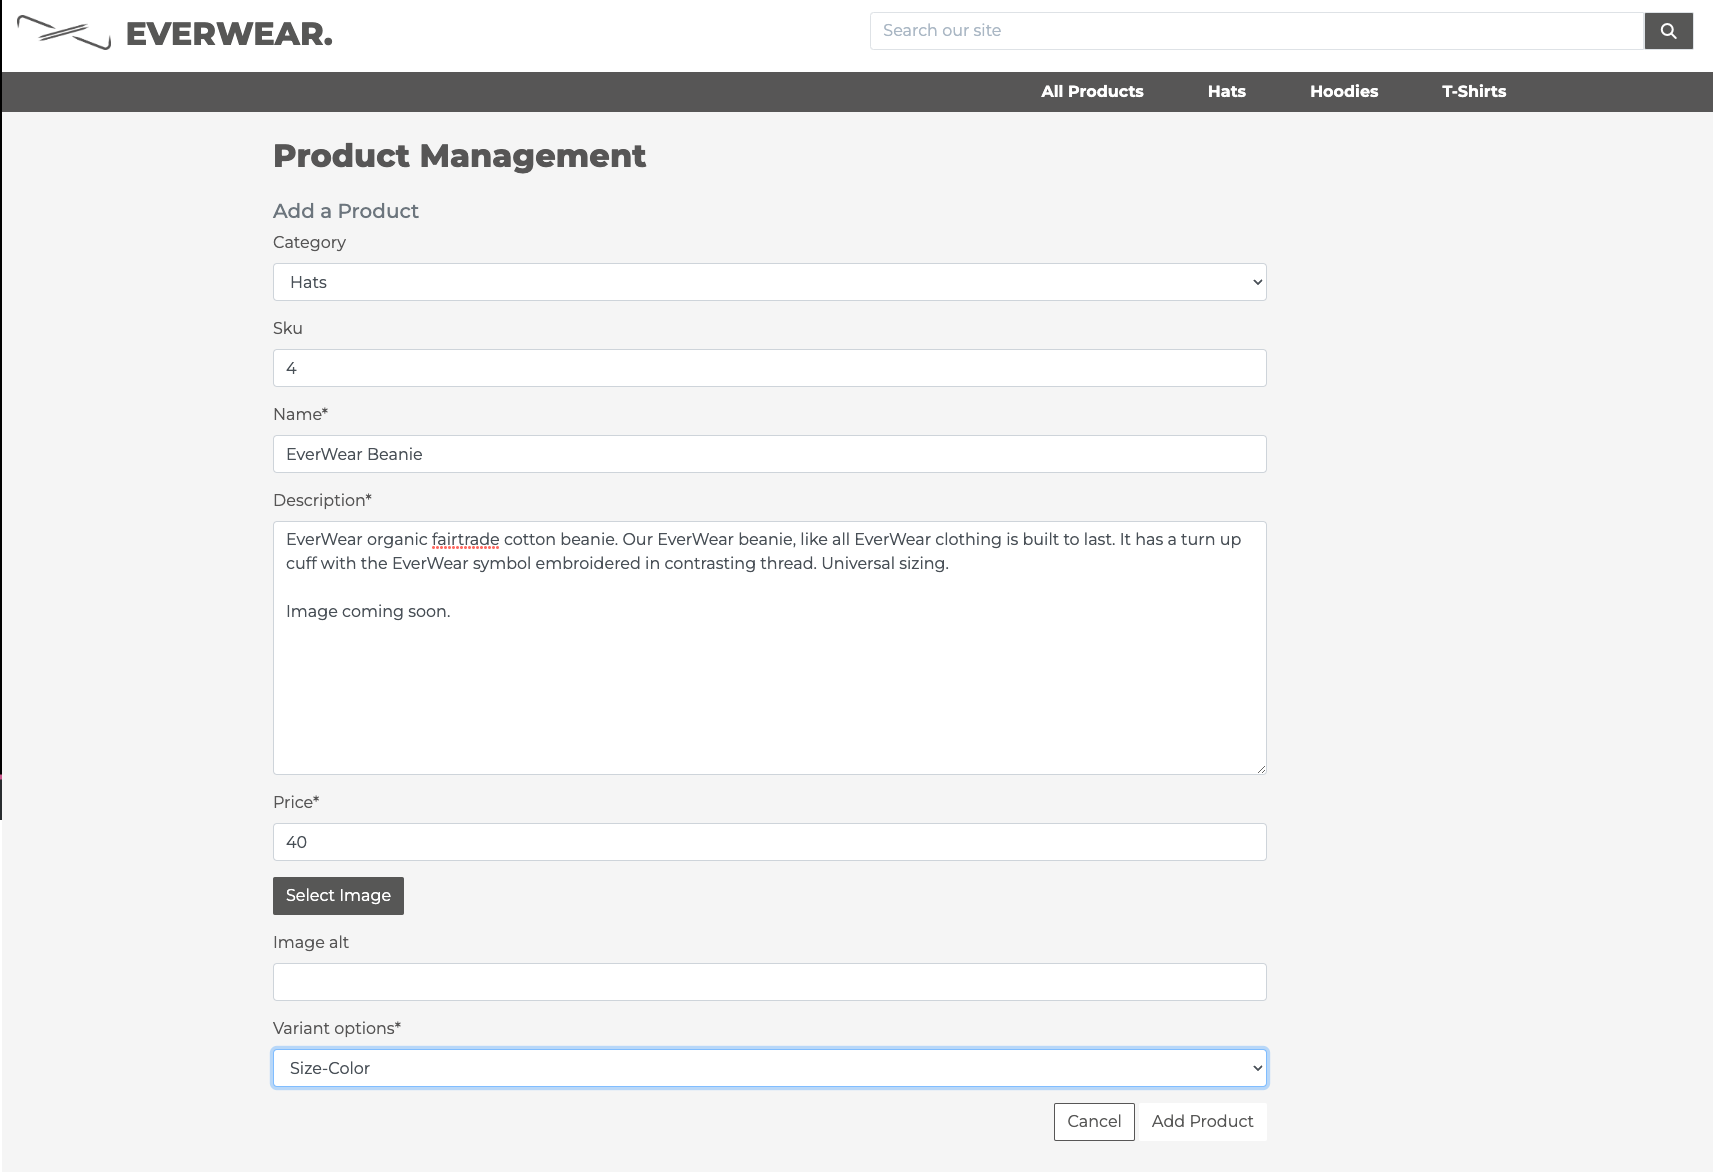 EVERWEAR.
Search our site
All Products
Hats
Hoodies
T-Shirts
Product Management
Add a Product
Category
Hats
Sku
4
Name*
EverWear Beanie
Description*
EverWear organic fairtrade cotton beanie. Our EverWear beanie, like all EverWear clothing is built to last. It has a turn up
cuff with the EverWear symbol embroidered in contrasting thread. Universal sizing.
Image coming soon.
Price*
40
Select Image
Image alt
Variant options*
Size-Color
Cancel
Add Product